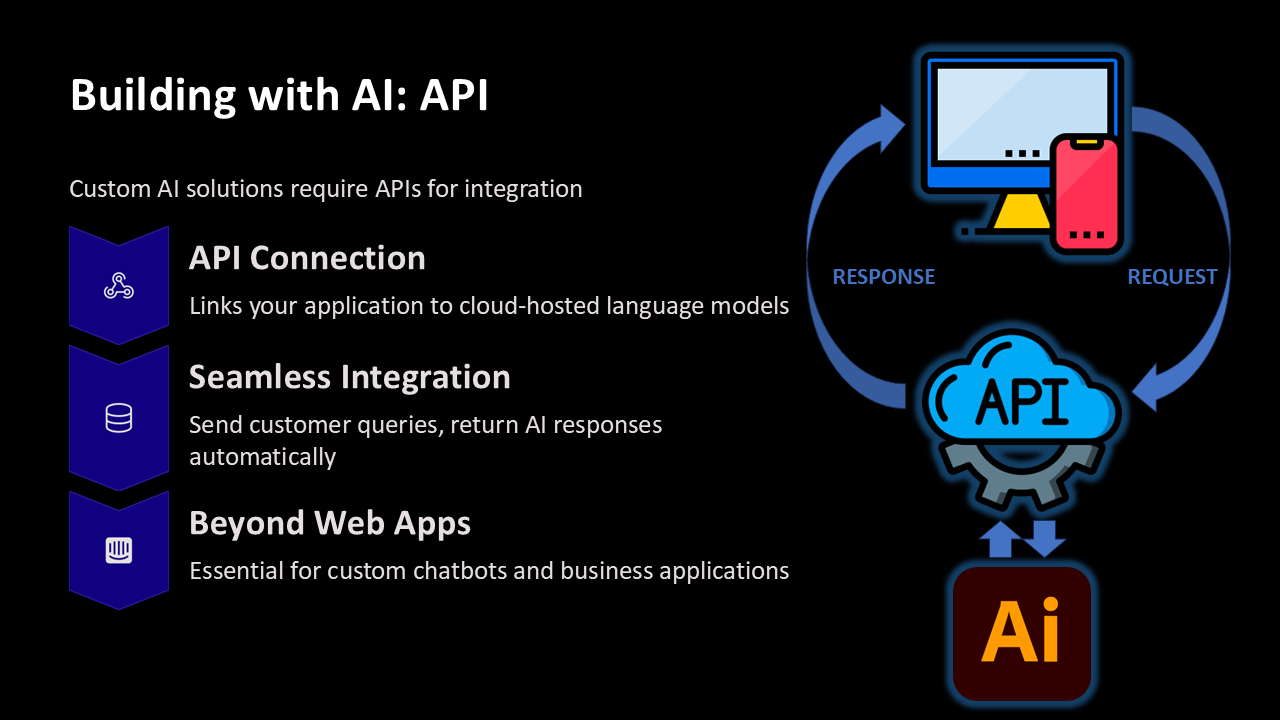 Building with AI: API
Custom AI solutions require APIs for integration
API Connection
Links your application to cloud-hosted language models
Seamless Integration
Send customer queries, return AI responses
automatically
Beyond Web Apps
Essential for custom chatbots and business applications
RESPONSE
REQUEST
API
Ai